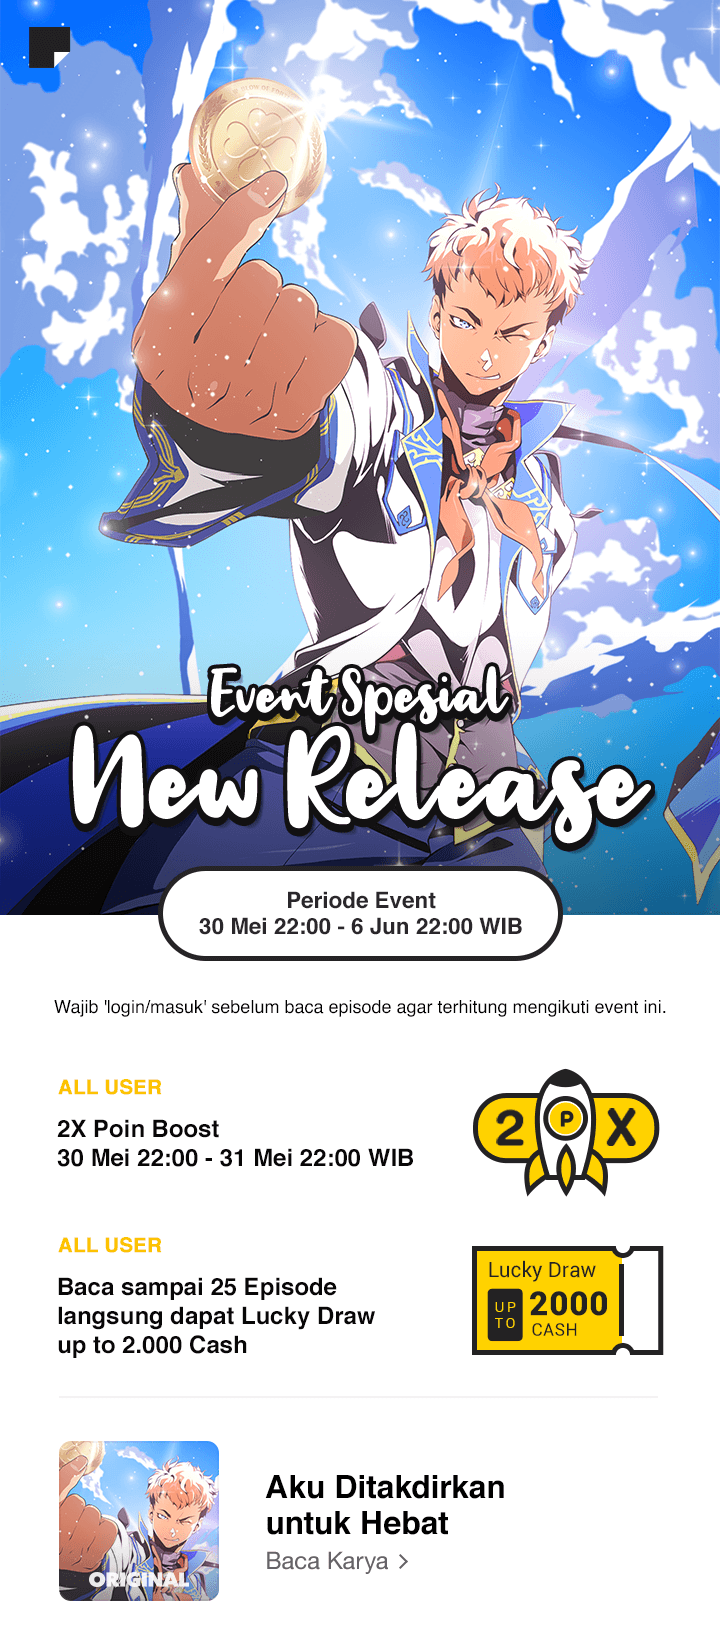 Event Spesial
New Release
Periode Event
30 Mei 22:00 - 6 Jun 22:00 WIB
Wajib 'login/masuk' sebelum baca episode agar terhitung mengikuti event ini.
ALL USER
2X Poin Boost
30 Mei 22:00 - 31 Mei 22:00 WIB
2 P X
ALL USER
Baca sampai 25 Episode
langsung dapat Lucky Draw
up to 2.000 Cash
Lucky Draw
UP TO 2000
CASH
ORIGINAL
Aku Ditakdirkan
untuk Hebat
Baca Karya >